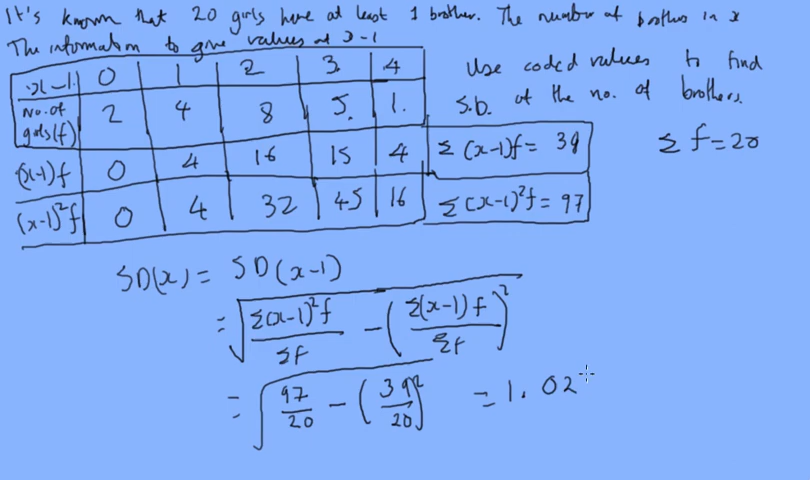 It's known that 20 girls have at least 1 brother. The number of brothers in x
The information to give values at x-1
x-1 0 1 2 3. 4
No. of girls (f) 2 4 8 5. 1.
(x-1)f 0 4 16 15 4 Σ(x-1)f = 39
(x-1)²f 0 4 32 45 16 Σ(x-1)²f = 97
Use coded values to find
S.D. of the no. of brothers.
Σf = 20
SD(x) = SD(x-1)
= √(Σ(x-1)²f / Σf - (Σ(x-1)f / Σf)²)
= √(97/20 - (39/20)²) = 1.02